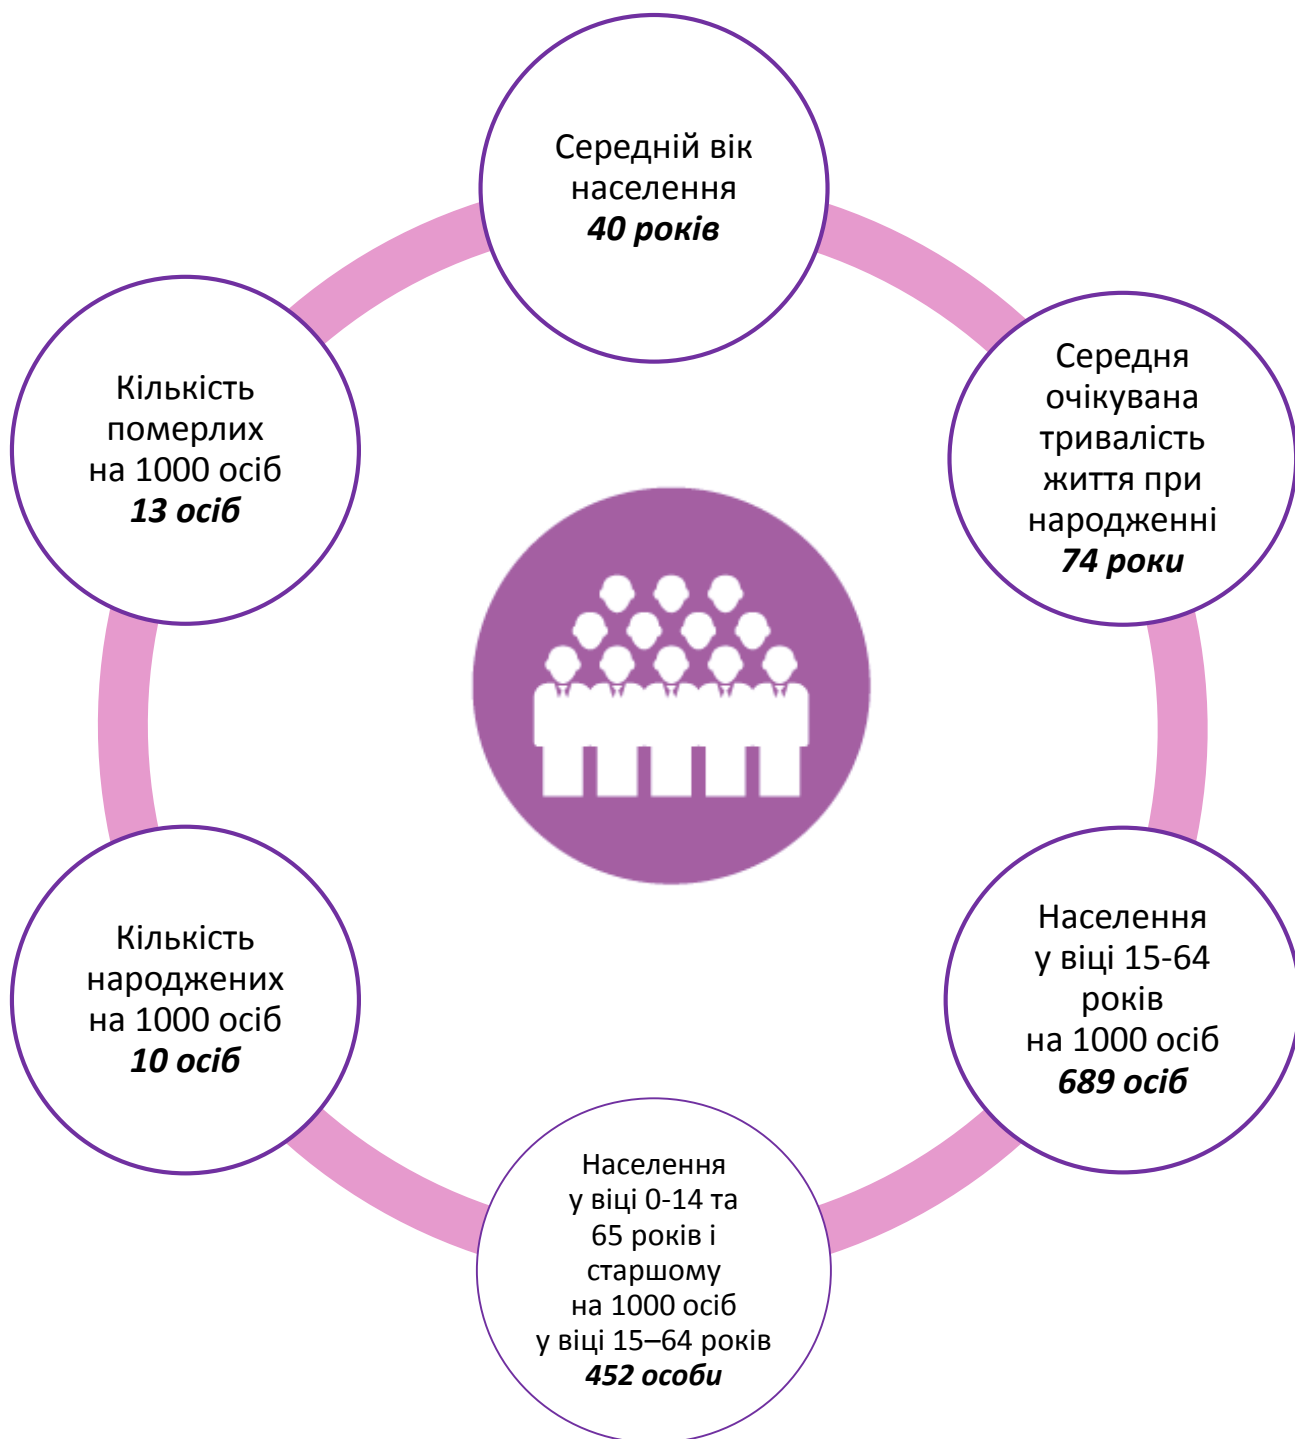 Середній вік
населення
40 років
Середня
очікувана
тривалість
життя при
народженні
74 роки
Населення
у віці 15-64
років
на 1000 осіб
689 осіб
Населення
у віці 0-14 та
65 років і
старшому
на 1000 осіб
у віці 15–64 років
452 особи
Кількість
народжених
на 1000 осіб
10 осіб
Кількість
померлих
на 1000 осіб
13 осіб